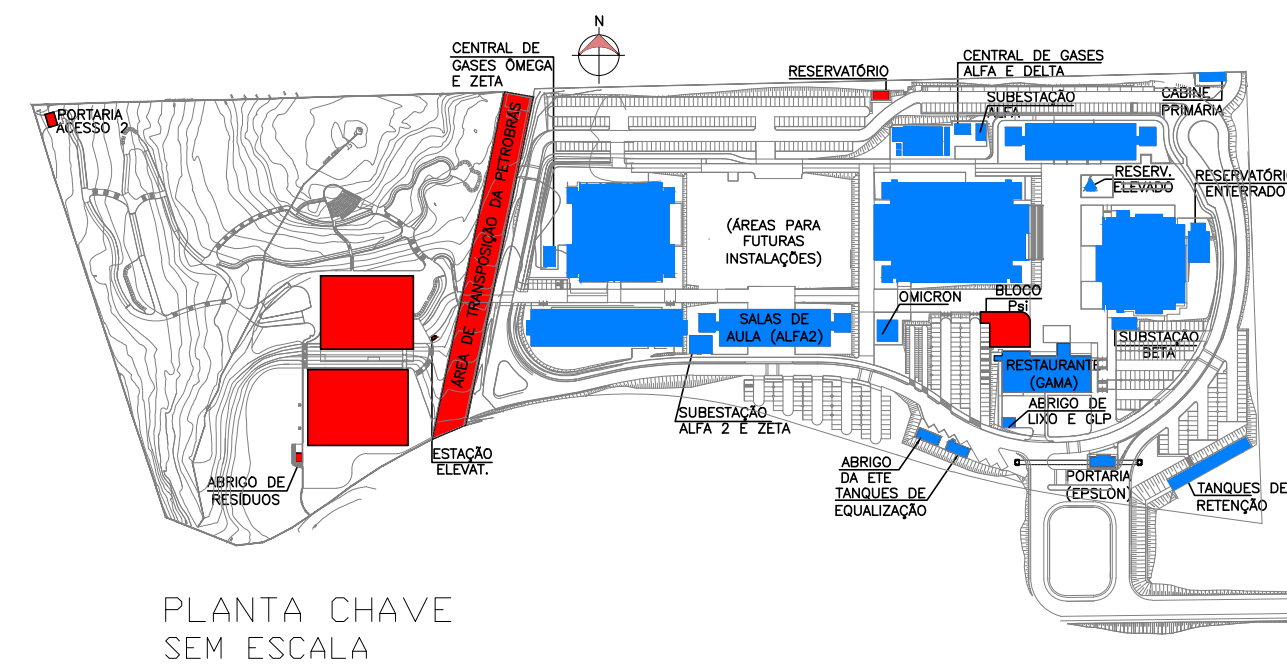 N
CENTRAL DE
GASES ÔMEGA
E ZETA
CENTRAL DE GASES
ALFA E DELTA
RESERVATÓRIO
SUBESTAÇÃO
ALFA
CABINE
PRIMÁRIA
PORTARIA
ACESSO 2
ÁREA DE TRANSPOSIÇÃO DA PETROBRÁS
RESERV.
ELEVADO
RESERVATÓRIO
ENTERRADO
(ÁREAS PARA
FUTURAS
INSTALAÇÕES)
OMICRON
BLOCO
Psi
SALAS DE
AULA (ALFA2)
SUBSTAÇAO
BETA
RESTAURANTE
(GAMA)
ABRIGO DE
LIXO E GLP
SUBESTAÇÃO
ALFA 2 E ZETA
ESTAÇÃO
ELEVAT.
ABRIGO DE
RESÍDUOS
ABRIGO
DA ETE
TANQUES DE
EQUALIZAÇÃO
PORTARIA
(EPSLON)
TANQUES DE
RETENÇÃO
PLANTA CHAVE
SEM ESCALA